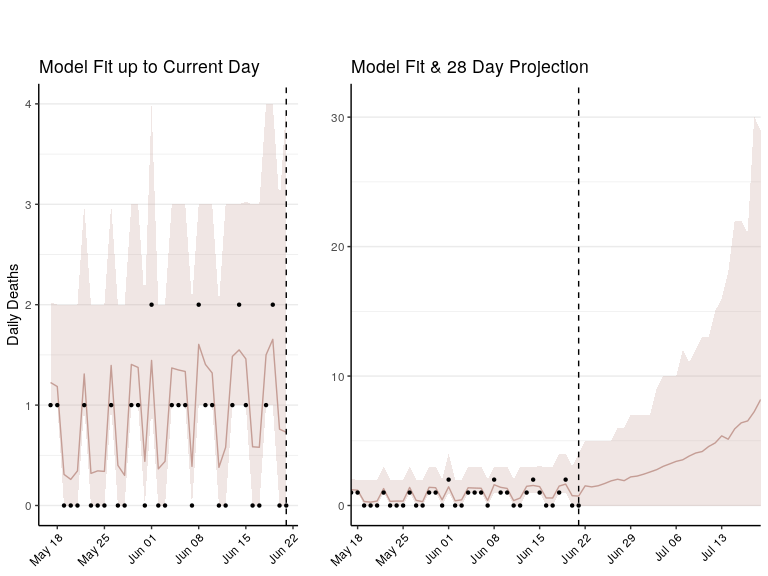 Model Fit up to Current Day
Daily Deaths
4
3
2
1
0
May 18
May 25
Jun 01
Jun 08
Jun 15
Jun 22
Model Fit & 28 Day Projection
30
20
10
0
May 18
May 25
Jun 01
Jun 08
Jun 15
Jun 22
Jun 29
Jul 06
Jul 13